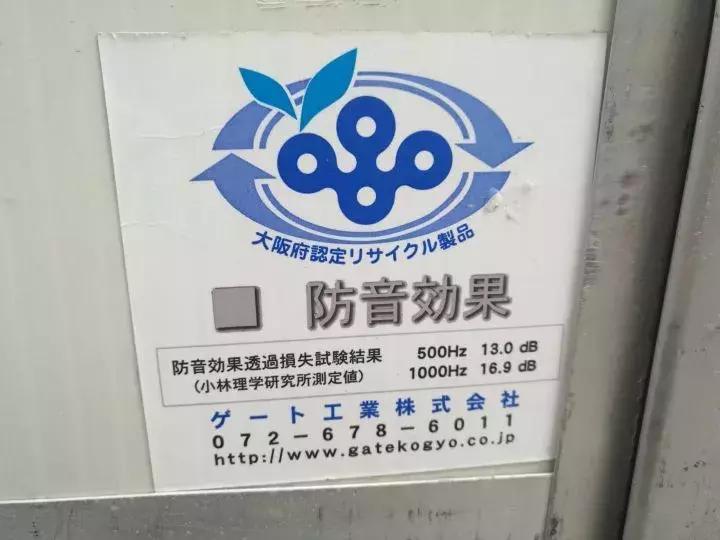 大阪府認定リサイクル製品
■ 防音効果
防音効果透過損失試験結果 500Hz 13.0 dB
(小林理学研究所測定値) 1000Hz 16.9 dB
ゲート工業株式会社
072-678-6011
http://www.gatekogyo.co.jp